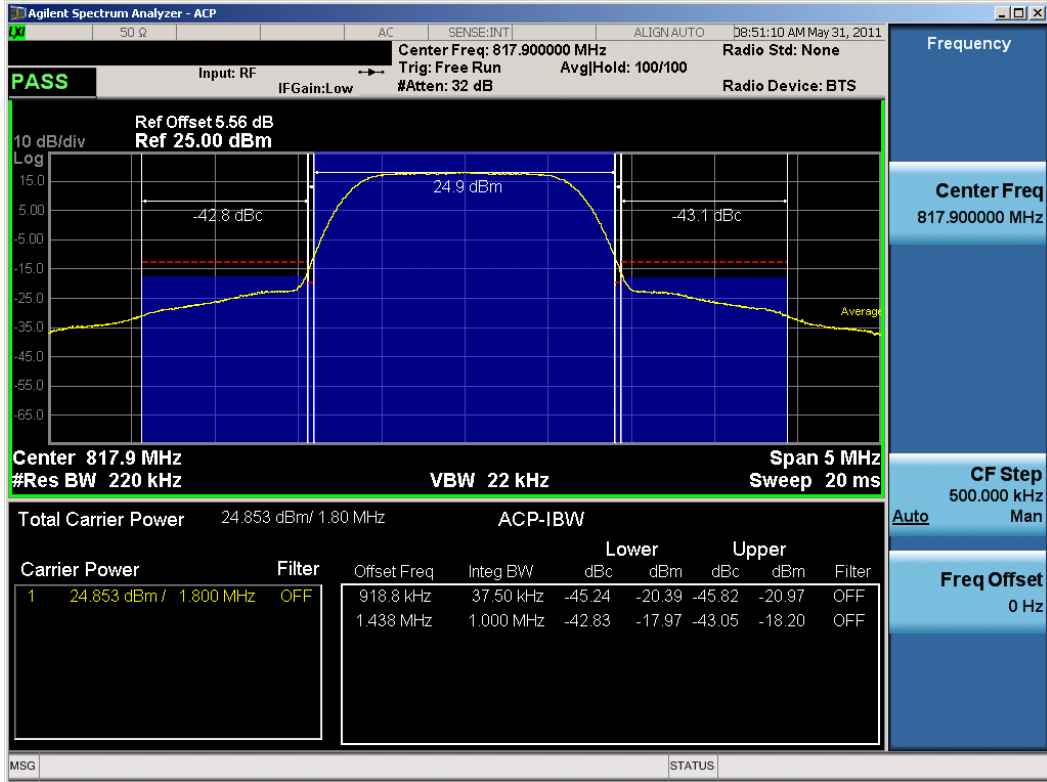 Agilent Spectrum Analyzer - ACP
LXI 50 Ω AC SENSE:INT ALIGN AUTO 08:51:10 AM May 31, 2011
Center Freq: 817.900000 MHz Radio Std: None
Input: RF Trig: Free Run Avg|Hold: 100/100
PASS IFGain:Low #Atten: 32 dB Radio Device: BTS
Ref Offset 5.56 dB
10 dB/div Ref 25.00 dBm
Log
15.0
5.00
-5.00
-15.0
-25.0
-35.0
-45.0
-55.0
-65.0
-42.8 dBc 24.9 dBm -43.1 dBc
Average
Center 817.9 MHz Span 5 MHz
#Res BW 220 kHz VBW 22 kHz Sweep 20 ms
Total Carrier Power 24.853 dBm/ 1.80 MHz ACP-IBW
Lower Upper
Carrier Power Filter Offset Freq Integ BW dBc dBm dBc dBm Filter
1 24.853 dBm / 1.800 MHz OFF 918.8 kHz 37.50 kHz -45.24 -20.39 -45.82 -20.97 OFF
1.438 MHz 1.000 MHz -42.83 -17.97 -43.05 -18.20 OFF
MSG STATUS
Frequency
Center Freq
817.900000 MHz
CF Step
500.000 kHz
Auto Man
Freq Offset
0 Hz